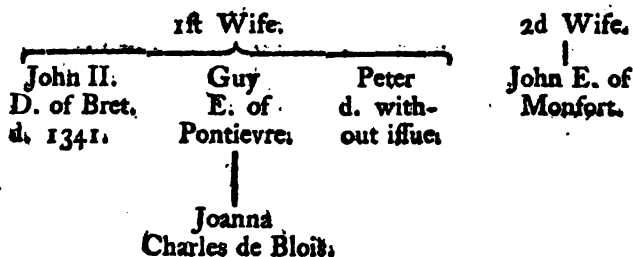 1ſt Wife. 2d Wife.
John II. Guy Peter John E. of
D. of Bret. E. of d. with- Monfort.
d. 1341. Pontievre. out iſſue.
Joanna
Charles de Blois.